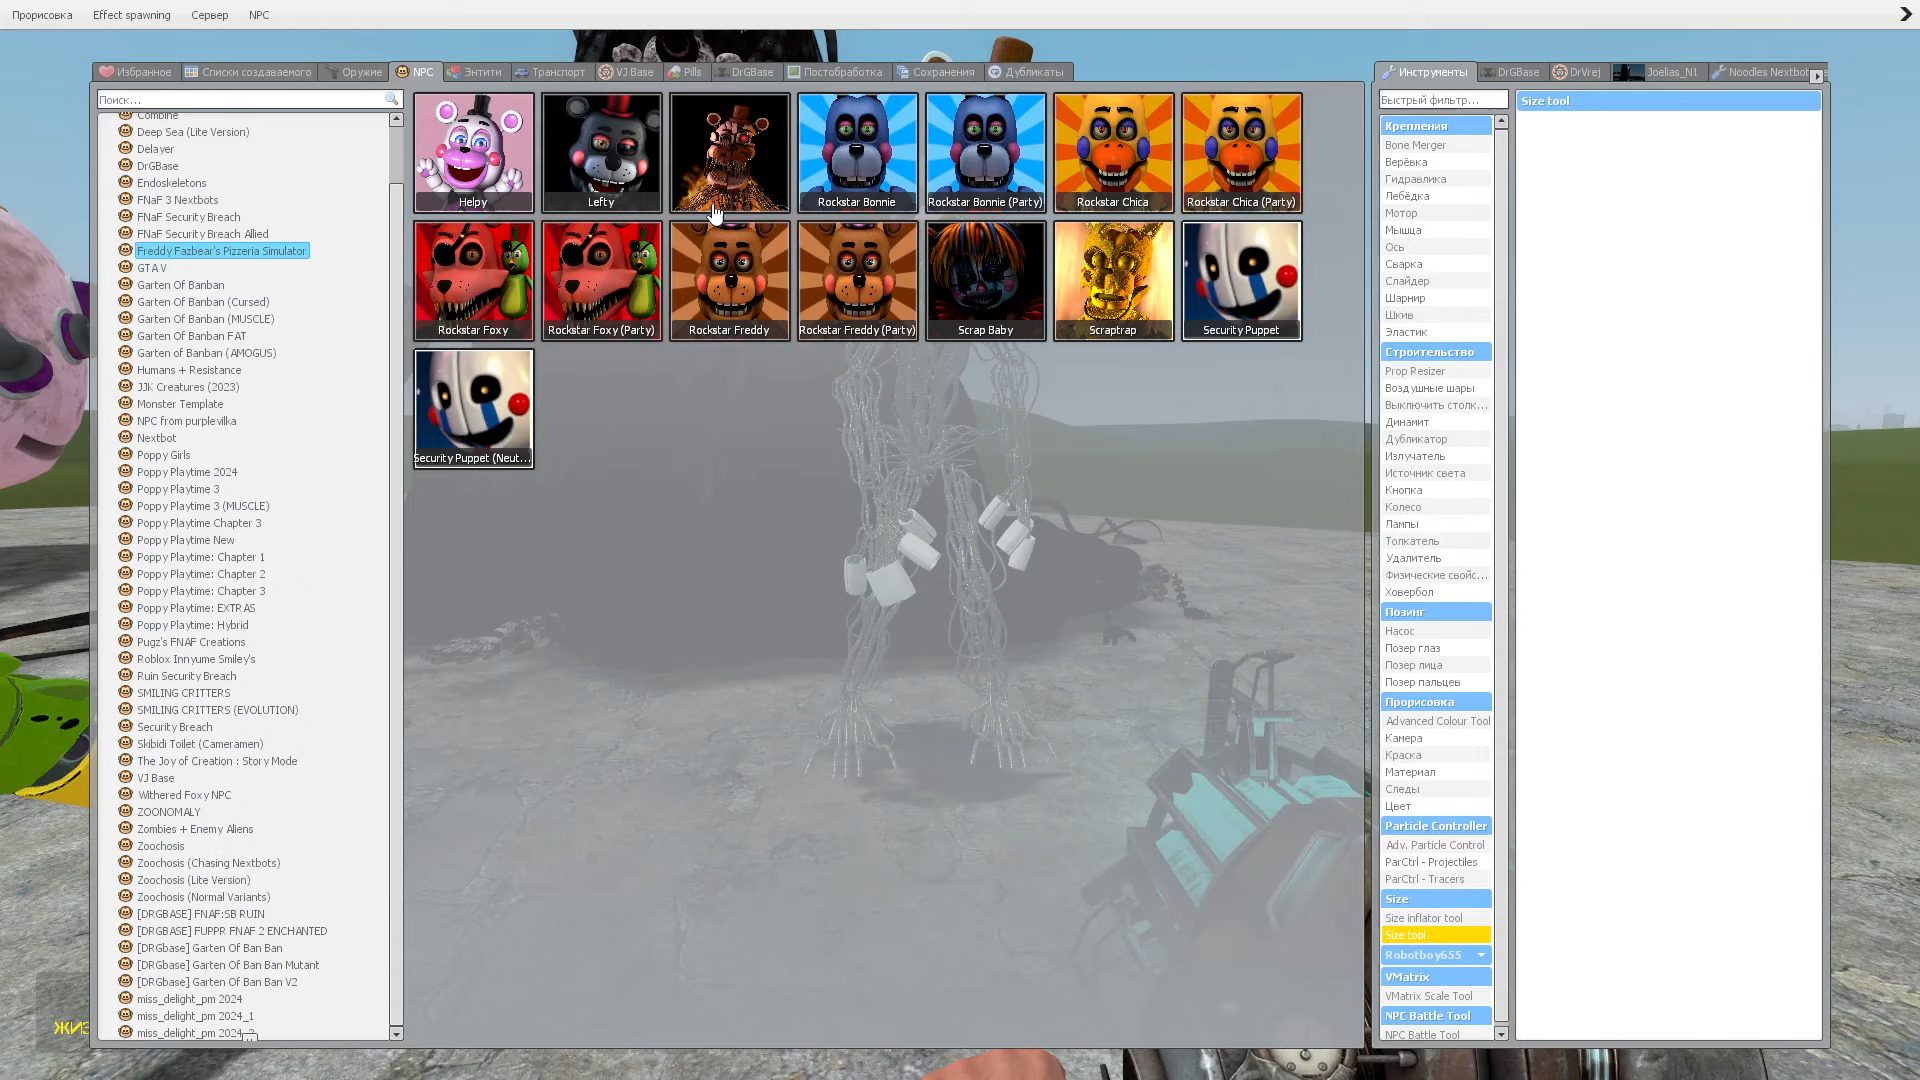 Прорисовка Effect spawning Сервер NPC
Избранное Списки создаваемого Оружие NPC Энтити Транспорт VJ Base Pills DrGBase Постобработка Сохранения Дубликаты
Инструменты DrGBase DrVrej Joelias_N1 Noodles Nextbot
Поиск...
Combine
Deep Sea (Lite Version)
Delayer
DrGBase
Endoskeletons
FNaF 3 Nextbots
FNaF Security Breach
FNaF Security Breach Allied
Freddy Fazbear's Pizzeria Simulator
GTA V
Garten Of Banban
Garten Of Banban (Cursed)
Garten Of Banban (MUSCLE)
Garten Of Banban FAT
Garten of Banban (AMOGUS)
Humans + Resistance
JJK Creatures (2023)
Monster Template
NPC from purplevilka
Nextbot
Poppy Girls
Poppy Playtime 2024
Poppy Playtime 3
Poppy Playtime 3 (MUSCLE)
Poppy Playtime Chapter 3
Poppy Playtime New
Poppy Playtime: Chapter 1
Poppy Playtime: Chapter 2
Poppy Playtime: Chapter 3
Poppy Playtime: EXTRAS
Poppy Playtime: Hybrid
Pugz's FNAF Creations
Roblox Innyume Smiley's
Ruin Security Breach
SMILING CRITTERS
SMILING CRITTERS (EVOLUTION)
Security Breach
Skibidi Toilet (Cameramen)
The Joy of Creation : Story Mode
VJ Base
Withered Foxy NPC
ZOONOMALY
Zombies + Enemy Aliens
Zoochosis
Zoochosis (Chasing Nextbots)
Zoochosis (Lite Version)
Zoochosis (Normal Variants)
[DRGBASE] FNAF:SB RUIN
[DRGBASE] FUPPR FNAF 2 ENCHANTED
[DRGbase] Garten Of Ban Ban
[DRGbase] Garten Of Ban Ban Mutant
[DRGbase] Garten Of Ban Ban V2
miss_delight_pm 2024
miss_delight_pm 2024_1
miss_delight_pm 2024_2
ЖИЗ
Helpy Lefty Rockstar Bonnie Rockstar Bonnie (Party) Rockstar Chica Rockstar Chica (Party)
Rockstar Foxy Rockstar Foxy (Party) Rockstar Freddy Rockstar Freddy (Party) Scrap Baby Scraptrap Security Puppet
Security Puppet (Neut...
Быстрый фильтр...
Крепления
Bone Merger
Верёвка
Гидравлика
Лебёдка
Мотор
Мышца
Ось
Сварка
Слайдер
Шарнир
Шкив
Эластик
Строительство
Prop Resizer
Воздушные шары
Выключить столк...
Динамит
Дубликатор
Излучатель
Источник света
Кнопка
Колесо
Лампы
Толкатель
Удалитель
Физические свойс...
Ховербол
Позинг
Насос
Позер глаз
Позер лица
Позер пальцев
Прорисовка
Advanced Colour Tool
Камера
Краска
Материал
Следы
Цвет
Particle Controller
Adv. Particle Control
ParCtrl - Projectiles
ParCtrl - Tracers
Size
Size inflator tool
Size tool
Robotboy655
VMatrix
VMatrix Scale Tool
NPC Battle Tool
NPC Battle Tool
Size tool